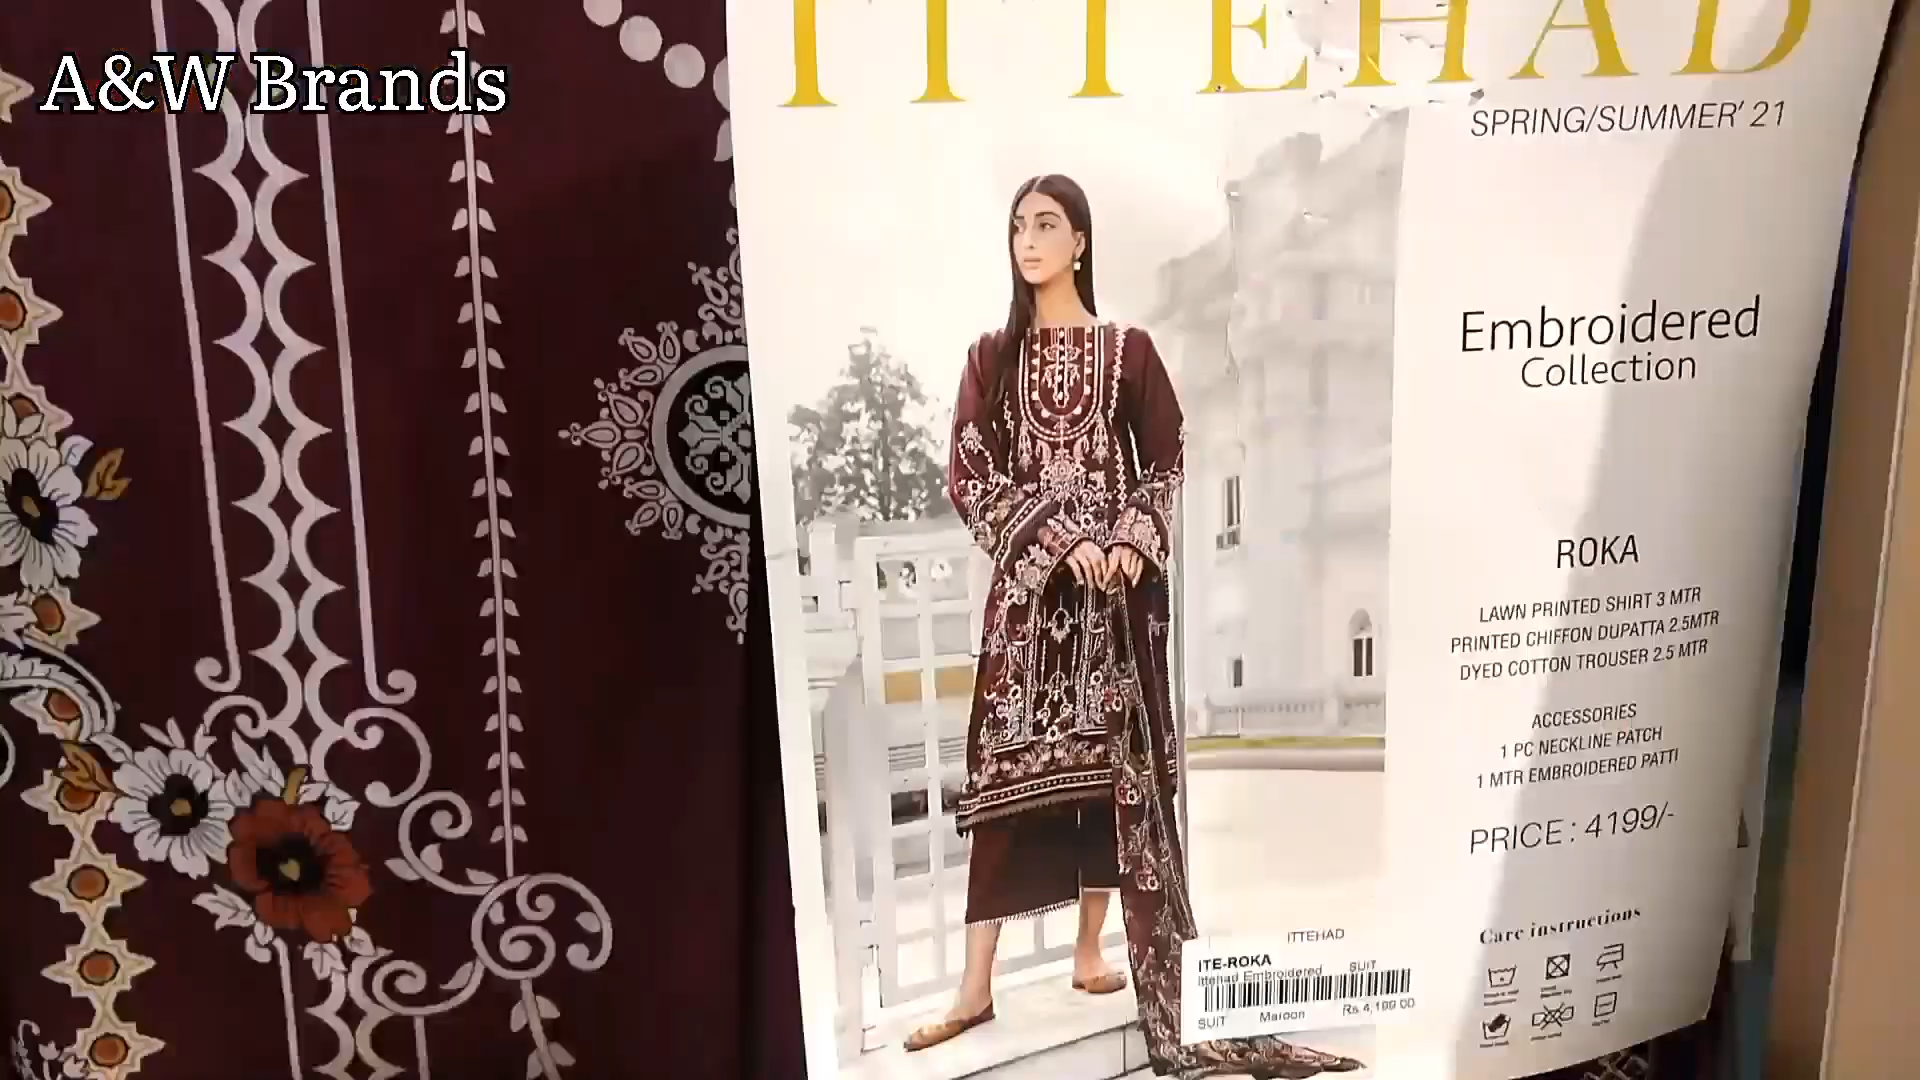 A&W Brands
ITTEHAD
SPRING/SUMMER' 21
Embroidered
Collection
ROKA
LAWN PRINTED SHIRT 3 MTR
PRINTED CHIFFON DUPATTA 2.5MTR
DYED COTTON TROUSER 2.5 MTR
ACCESSORIES
1 PC NECKLINE PATCH
1 MTR EMBROIDERED PATTI
PRICE : 4199/-
Care instructions
ITTEHAD
ITE-ROKA
Ittehad Embroidered SUIT
SUIT Maroon Rs.4,199.00